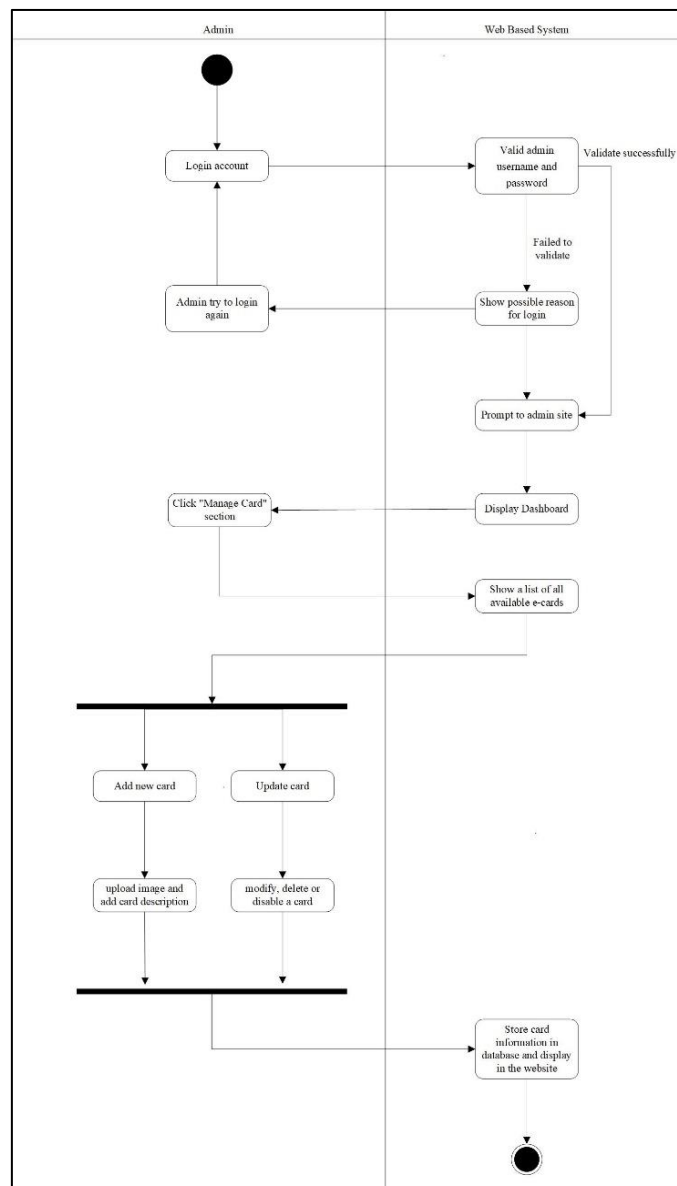 Admin
Web Based System
Login account
Valid admin
username and
password
Validate successfully
Failed to
validate
Admin try to login
again
Show possible reason
for login
Prompt to admin site
Click "Manage Card"
section
Display Dashboard
Show a list of all
available e-cards
Add new card
Update card
upload image and
add card description
modify, delete or
disable a card
Store card
information in
database and display
in the website